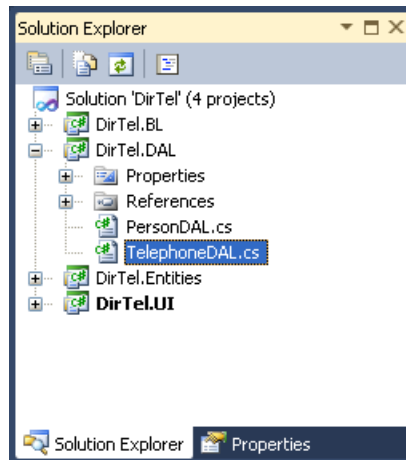 Solution Explorer
Solution 'DirTel' (4 projects)
DirTel.BL
DirTel.DAL
Properties
References
PersonDAL.cs
TelephoneDAL.cs
DirTel.Entities
DirTel.UI
Solution Explorer Properties